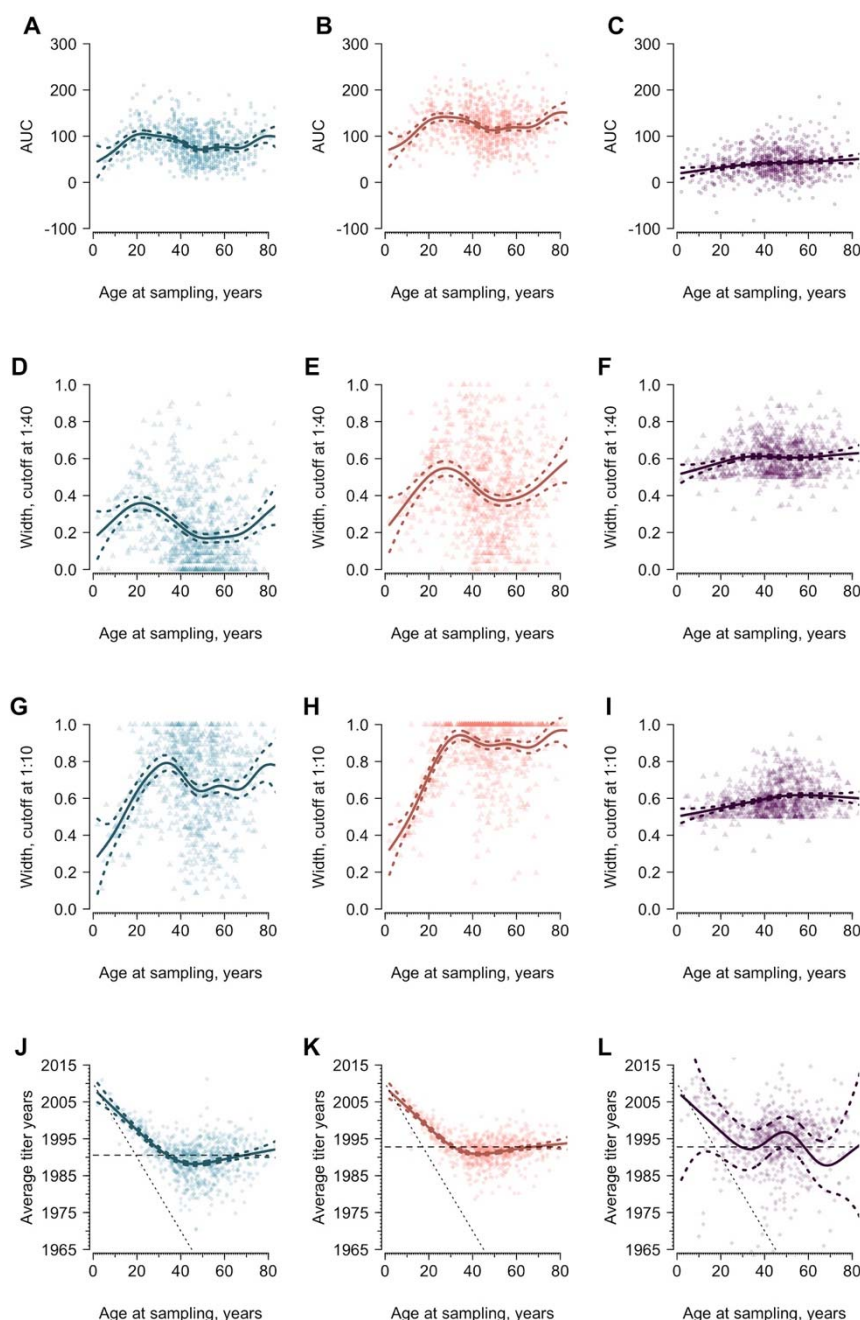 A
B
C
300
200
100
0
-100
AUC
0 20 40 60 80
Age at sampling, years
300
200
100
0
-100
AUC
0 20 40 60 80
Age at sampling, years
300
200
100
0
-100
AUC
0 20 40 60 80
Age at sampling, years
D
E
F
1.0
0.8
0.6
0.4
0.2
0.0
Width, cutoff at 1:40
0 20 40 60 80
Age at sampling, years
1.0
0.8
0.6
0.4
0.2
0.0
Width, cutoff at 1:40
0 20 40 60 80
Age at sampling, years
1.0
0.8
0.6
0.4
0.2
0.0
Width, cutoff at 1:40
0 20 40 60 80
Age at sampling, years
G
H
I
1.0
0.8
0.6
0.4
0.2
0.0
Width, cutoff at 1:10
0 20 40 60 80
Age at sampling, years
1.0
0.8
0.6
0.4
0.2
0.0
Width, cutoff at 1:10
0 20 40 60 80
Age at sampling, years
1.0
0.8
0.6
0.4
0.2
0.0
Width, cutoff at 1:10
0 20 40 60 80
Age at sampling, years
J
K
L
2015
2005
1995
1985
1975
1965
Average titer years
0 20 40 60 80
Age at sampling, years
2015
2005
1995
1985
1975
1965
Average titer years
0 20 40 60 80
Age at sampling, years
2015
2005
1995
1985
1975
1965
Average titer years
0 20 40 60 80
Age at sampling, years